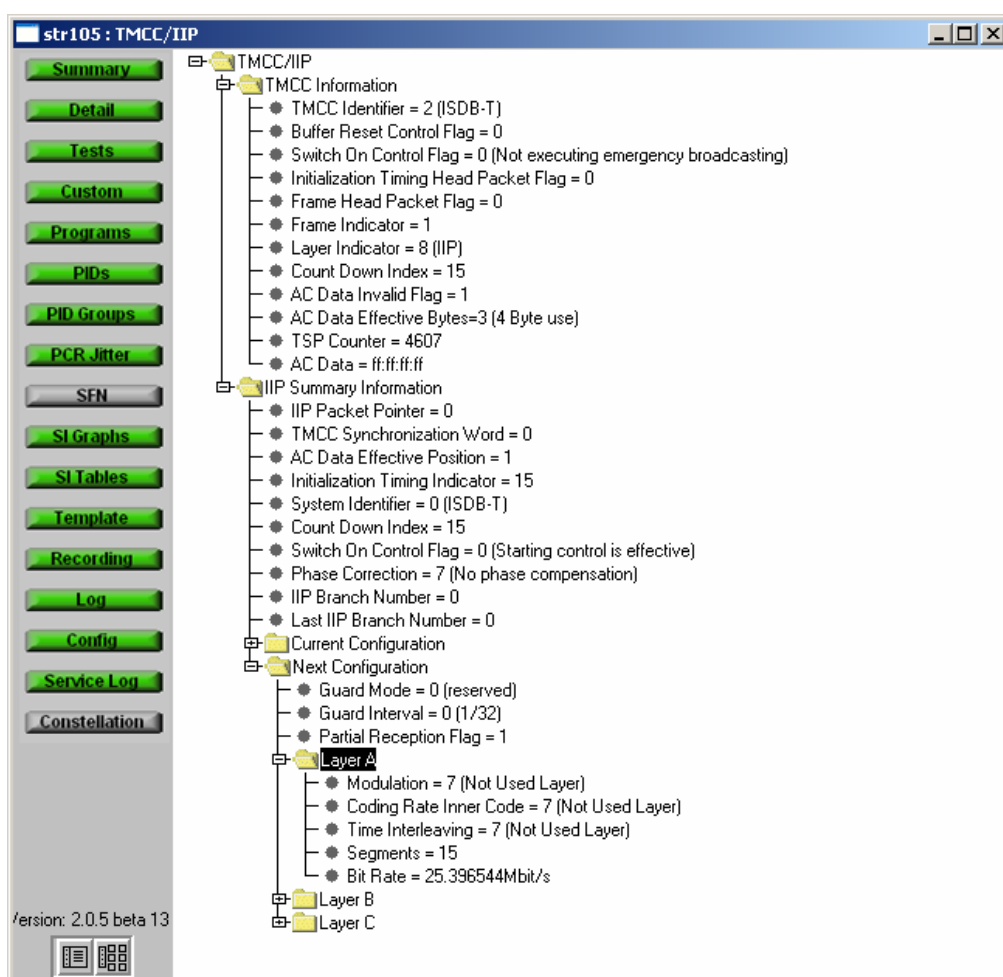 str105 : TMCC/IIP
Summary
Detail
Tests
Custom
Programs
PIDs
PID Groups
PCR Jitter
SFN
SI Graphs
SI Tables
Template
Recording
Log
Config
Service Log
Constellation
/ersion: 2.0.5 beta 13
TMCC/IIP
TMCC Information
TMCC Identifier = 2 (ISDB-T)
Buffer Reset Control Flag = 0
Switch On Control Flag = 0 (Not executing emergency broadcasting)
Initialization Timing Head Packet Flag = 0
Frame Head Packet Flag = 0
Frame Indicator = 1
Layer Indicator = 8 (IIP)
Count Down Index = 15
AC Data Invalid Flag = 1
AC Data Effective Bytes=3 (4 Byte use)
TSP Counter = 4607
AC Data = ff:ff:ff:ff
IIP Summary Information
IIP Packet Pointer = 0
TMCC Synchronization Word = 0
AC Data Effective Position = 1
Initialization Timing Indicator = 15
System Identifier = 0 (ISDB-T)
Count Down Index = 15
Switch On Control Flag = 0 (Starting control is effective)
Phase Correction = 7 (No phase compensation)
IIP Branch Number = 0
Last IIP Branch Number = 0
Current Configuration
Next Configuration
Guard Mode = 0 (reserved)
Guard Interval = 0 (1/32)
Partial Reception Flag = 1
Layer A
Modulation = 7 (Not Used Layer)
Coding Rate Inner Code = 7 (Not Used Layer)
Time Interleaving = 7 (Not Used Layer)
Segments = 15
Bit Rate = 25.396544Mbit/s
Layer B
Layer C